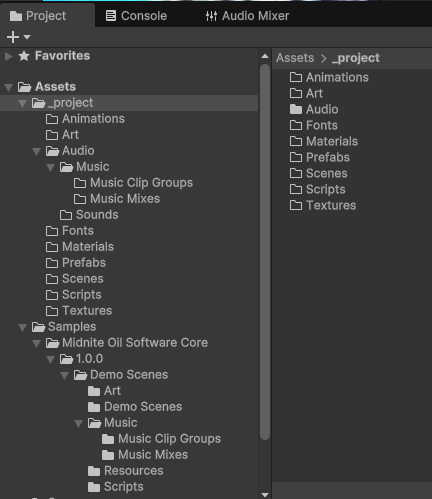 Project Console Audio Mixer
Favorites
Assets
_project
Animations
Art
Audio
Music
Music Clip Groups
Music Mixes
Sounds
Fonts
Materials
Prefabs
Scenes
Scripts
Textures
Samples
Midnite Oil Software Core
1.0.0
Demo Scenes
Art
Demo Scenes
Music
Music Clip Groups
Music Mixes
Resources
Scripts
Assets > _project
Animations
Art
Audio
Fonts
Materials
Prefabs
Scenes
Scripts
Textures